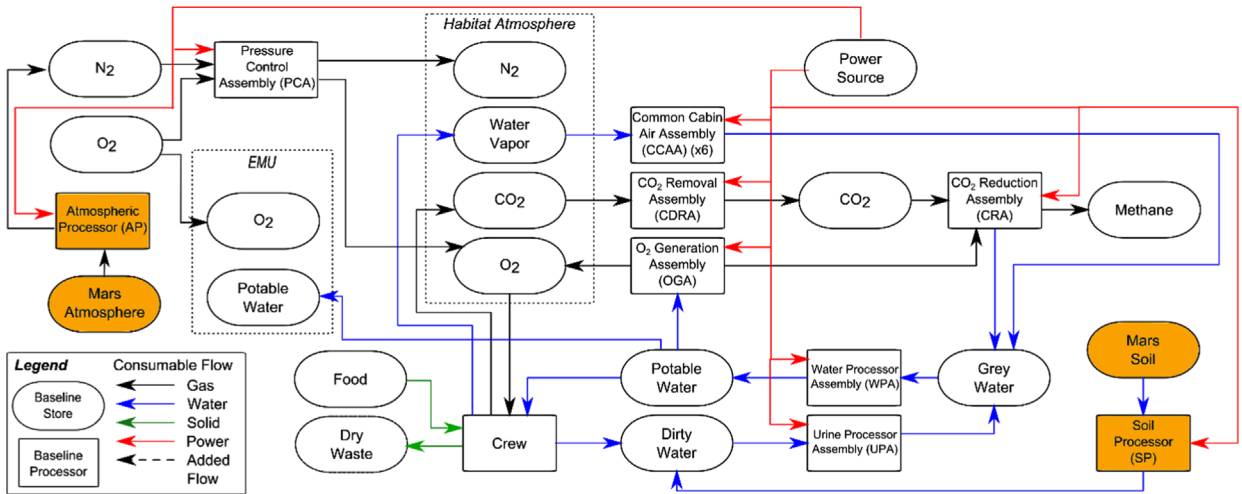 Habitat Atmosphere
N2
Pressure
Control
Assembly (PCA)
N2
Power
Source
O2
Water
Vapor
Common Cabin
Air Assembly
(CCAA) (x6)
EMU
O2
CO2
CO2 Removal
Assembly
(CDRA)
CO2
CO2 Reduction
Assembly
(CRA)
Methane
Atmospheric
Processor (AP)
O2
O2 Generation
Assembly
(OGA)
Mars
Atmosphere
Potable
Water
Legend
Consumable Flow
Baseline
Store
Baseline
Processor
Gas
Water
Solid
Power
Added
Flow
Food
Potable
Water
Water Processor
Assembly (WPA)
Grey
Water
Mars
Soil
Dry
Waste
Crew
Dirty
Water
Urine Processor
Assembly (UPA)
Soil
Processor
(SP)